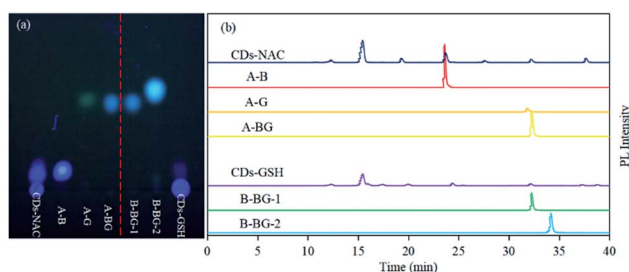 (a)
CDs-NAC
A-B
A-G
A-BG
B-BG-1
B-BG-2
CDs-GSH
(b)
CDs-NAC
A-B
A-G
A-BG
CDs-GSH
B-BG-1
B-BG-2
PL Intensity
0 10 15 20 25 30 35 40
Time (min)